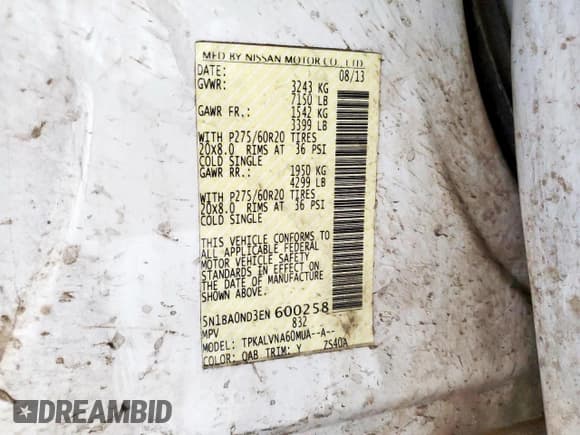 MFD BY NISSAN MOTOR CO., LTD.
DATE: 08/13
GVWR: 3243 KG
7150 LB
GAWR FR.: 1542 KG
3399 LB
WITH P275/60R20 TIRES
20x8.0 RIMS AT 36 PSI
COLD SINGLE
GAWR RR.: 1950 KG
4299 LB
WITH P275/60R20 TIRES
20x8.0 RIMS AT 36 PSI
COLD SINGLE
THIS VEHICLE CONFORMS TO
ALL APPLICABLE FEDERAL
MOTOR VEHICLE SAFETY
STANDARDS IN EFFECT ON
THE DATE OF MANUFACTURE
SHOWN ABOVE.
5N1BA0ND3EN 600258
MPV 832
MODEL: TPKALVNA60MUA--A--
COLOR: QAB TRIM: Y 7S40A
DREAMBID